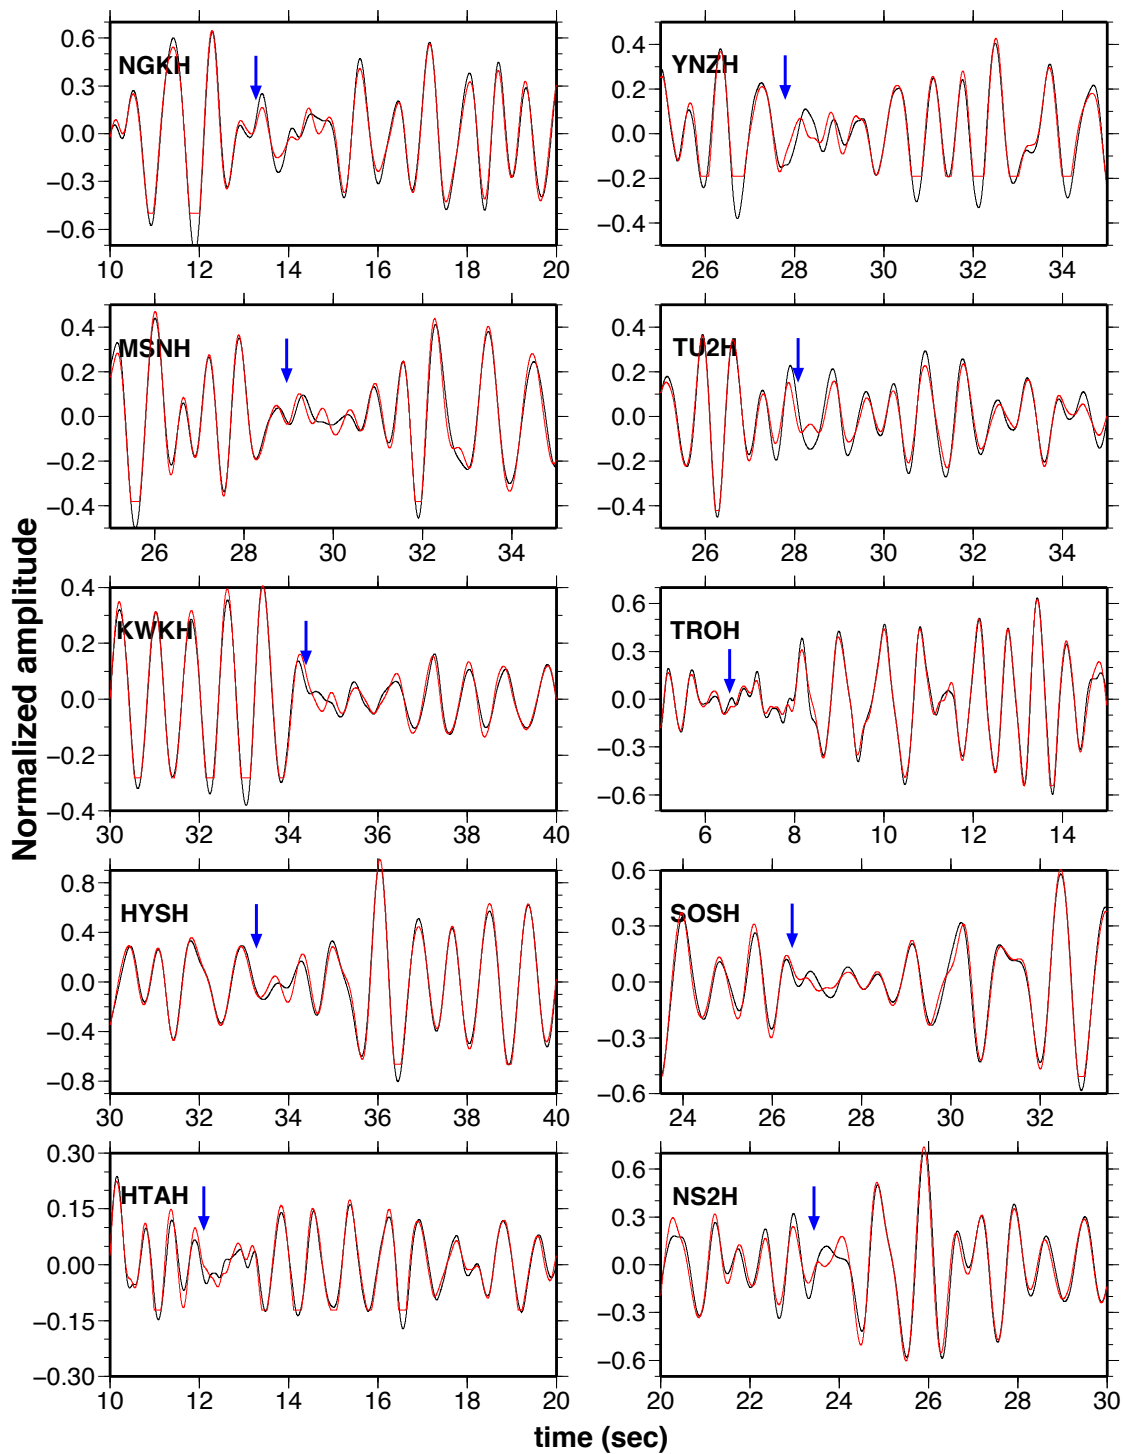 Normalized amplitude
0.6
0.3
0.0
−0.3
−0.6
NGKH
10 12 14 16 18 20
0.4
0.2
0.0
−0.2
−0.4
YNZH
26 28 30 32 34
0.4
0.2
0.0
−0.2
−0.4
MSNH
26 28 30 32 34
0.4
0.2
0.0
−0.2
−0.4
TU2H
26 28 30 32 34
0.4
0.2
0.0
−0.2
−0.4
KWKH
30 32 34 36 38 40
0.6
0.3
0.0
−0.3
−0.6
TROH
6 8 10 12 14
0.8
0.4
0.0
−0.4
−0.8
HYSH
30 32 34 36 38 40
0.6
0.4
0.2
0.0
−0.2
−0.4
−0.6
SOSH
24 26 28 30 32
0.30
0.15
0.00
−0.15
−0.30
HTAH
10 12 14 16 18 20
0.6
0.3
0.0
−0.3
−0.6
NS2H
20 22 24 26 28 30
time (sec)